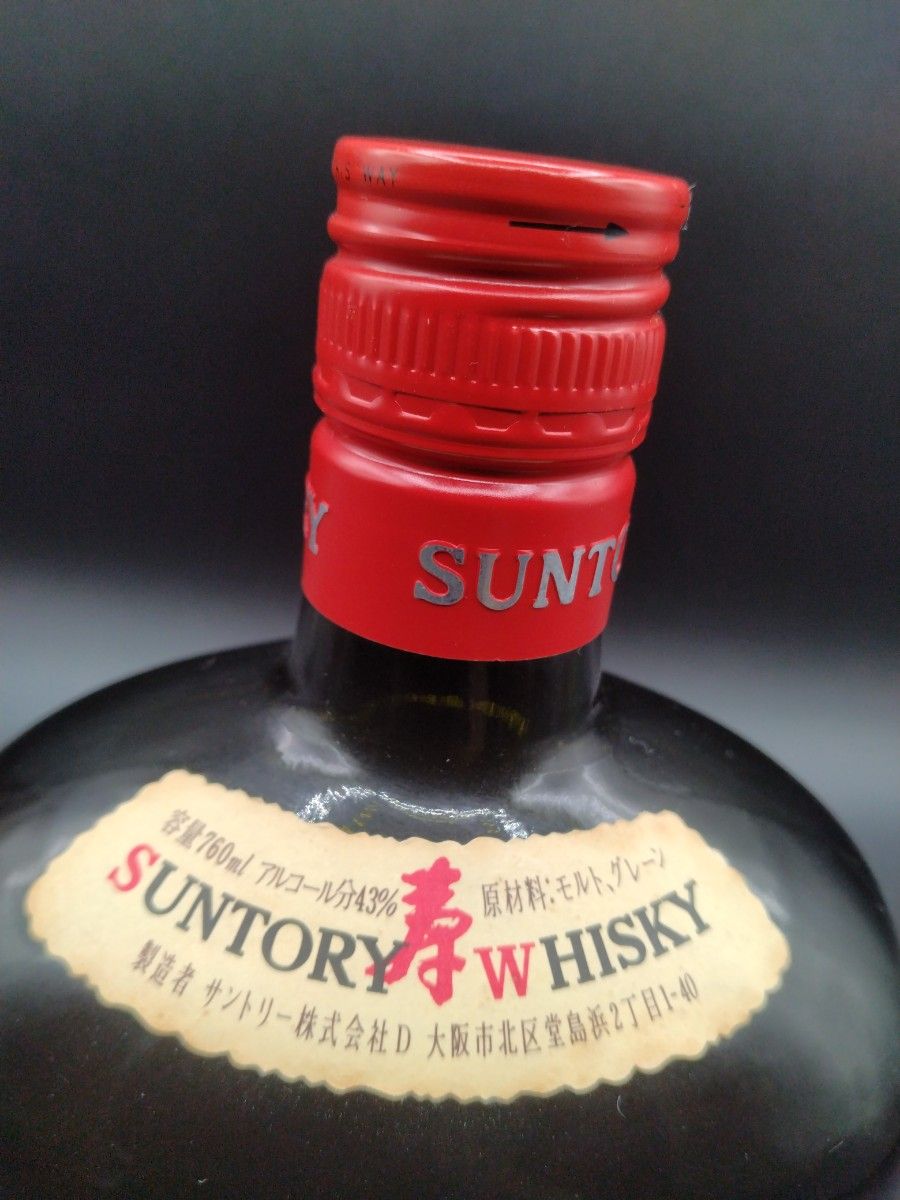 WAY
SUNTO
容量760ml アルコール分43% 原材料:モルト、グレーン
SUNTORY 寿 WHISKY
製造者 サントリー株式会社D 大阪市北区堂島浜2丁目1-40